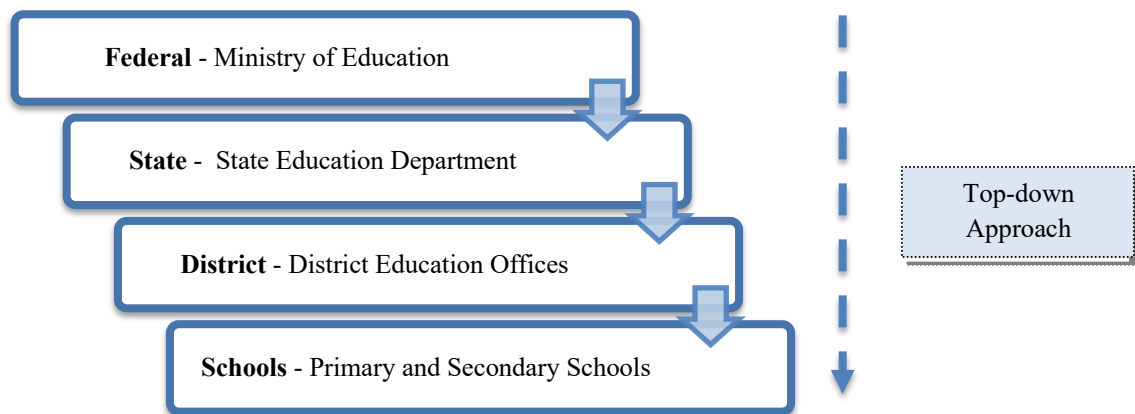 Federal - Ministry of Education
State -  State Education Department
District - District Education Offices
Schools - Primary and Secondary Schools
Top-down
Approach